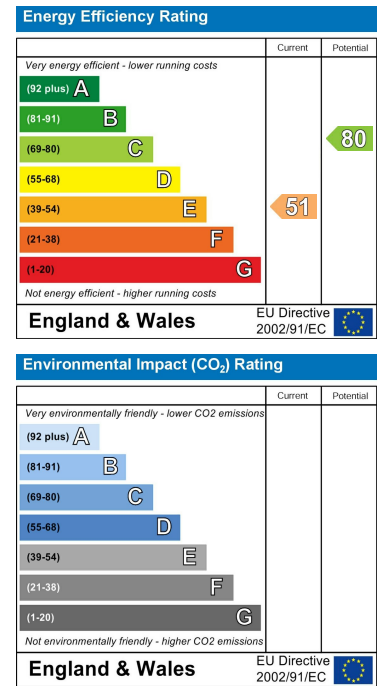 Energy Efficiency Rating
Current Potential
Very energy efficient - lower running costs
(92 plus) A
(81-91) B
(69-80) C
80
(55-68) D
(39-54) E
51
(21-38) F
(1-20) G
Not energy efficient - higher running costs
England & Wales
EU Directive
2002/91/EC
Environmental Impact (CO₂) Rating
Current Potential
Very environmentally friendly - lower CO2 emissions
(92 plus) A
(81-91) B
(69-80) C
(55-68) D
(39-54) E
(21-38) F
(1-20) G
Not environmentally friendly - higher CO2 emissions
England & Wales
EU Directive
2002/91/EC